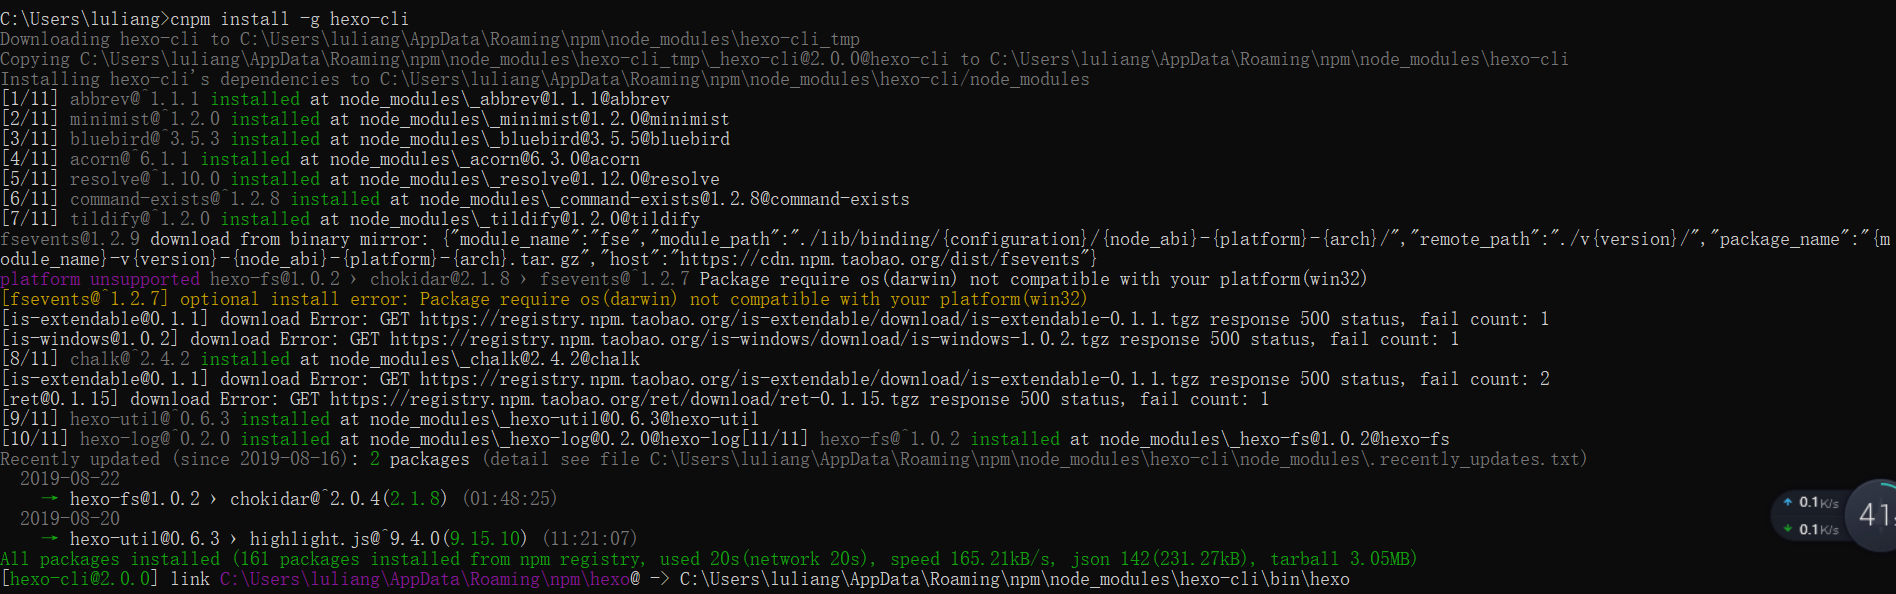 C:\Users\luliang>cnpm install -g hexo-cli
Downloading hexo-cli to C:\Users\luliang\AppData\Roaming\npm\node_modules\hexo-cli_tmp
Copying C:\Users\luliang\AppData\Roaming\npm\node_modules\hexo-cli_tmp\_hexo-cli@2.0.0@hexo-cli to C:\Users\luliang\AppData\Roaming\npm\node_modules\hexo-cli
Installing hexo-cli's dependencies to C:\Users\luliang\AppData\Roaming\npm\node_modules\hexo-cli/node_modules
[1/11] abbrev@^1.1.1 installed at node_modules\_abbrev@1.1.1@abbrev
[2/11] minimist@^1.2.0 installed at node_modules\_minimist@1.2.0@minimist
[3/11] bluebird@^3.5.3 installed at node_modules\_bluebird@3.5.5@bluebird
[4/11] acorn@^6.1.1 installed at node_modules\_acorn@6.3.0@acorn
[5/11] resolve@^1.10.0 installed at node_modules\_resolve@1.12.0@resolve
[6/11] command-exists@^1.2.8 installed at node_modules\_command-exists@1.2.8@command-exists
[7/11] tildify@^1.2.0 installed at node_modules\_tildify@1.2.0@tildify
fsevents@1.2.9 download from binary mirror: {"module_name":"fse","module_path":"./lib/binding/{configuration}/{node_abi}-{platform}-{arch}/","remote_path":"./v{version}/","package_name":"{m
odule_name}-v{version}-{node_abi}-{platform}-{arch}.tar.gz","host":"https://cdn.npm.taobao.org/dist/fsevents"}
platform unsupported hexo-fs@1.0.2 › chokidar@2.1.8 › fsevents@^1.2.7 Package require os(darwin) not compatible with your platform(win32)
[fsevents@^1.2.7] optional install error: Package require os(darwin) not compatible with your platform(win32)
[is-extendable@0.1.1] download Error: GET https://registry.npm.taobao.org/is-extendable/download/is-extendable-0.1.1.tgz response 500 status, fail count: 1
[is-windows@1.0.2] download Error: GET https://registry.npm.taobao.org/is-windows/download/is-windows-1.0.2.tgz response 500 status, fail count: 1
[8/11] chalk@^2.4.2 installed at node_modules\_chalk@2.4.2@chalk
[is-extendable@0.1.1] download Error: GET https://registry.npm.taobao.org/is-extendable/download/is-extendable-0.1.1.tgz response 500 status, fail count: 2
[ret@0.1.15] download Error: GET https://registry.npm.taobao.org/ret/download/ret-0.1.15.tgz response 500 status, fail count: 1
[9/11] hexo-util@^0.6.3 installed at node_modules\_hexo-util@0.6.3@hexo-util
[10/11] hexo-log@^0.2.0 installed at node_modules\_hexo-log@0.2.0@hexo-log[11/11] hexo-fs@^1.0.2 installed at node_modules\_hexo-fs@1.0.2@hexo-fs
Recently updated (since 2019-08-16): 2 packages (detail see file C:\Users\luliang\AppData\Roaming\npm\node_modules\hexo-cli\node_modules\.recently_updates.txt)
2019-08-22
→ hexo-fs@1.0.2 › chokidar@^2.0.4(2.1.8) (01:48:25)
2019-08-20
→ hexo-util@0.6.3 › highlight.js@^9.4.0(9.15.10) (11:21:07)
All packages installed (161 packages installed from npm registry, used 20s(network 20s), speed 165.21kB/s, json 142(231.27kB), tarball 3.05MB)
[hexo-cli@2.0.0] link C:\Users\luliang\AppData\Roaming\npm\hexo@ -> C:\Users\luliang\AppData\Roaming\npm\node_modules\hexo-cli\bin\hexo
0.1K/s
0.1K/s
41